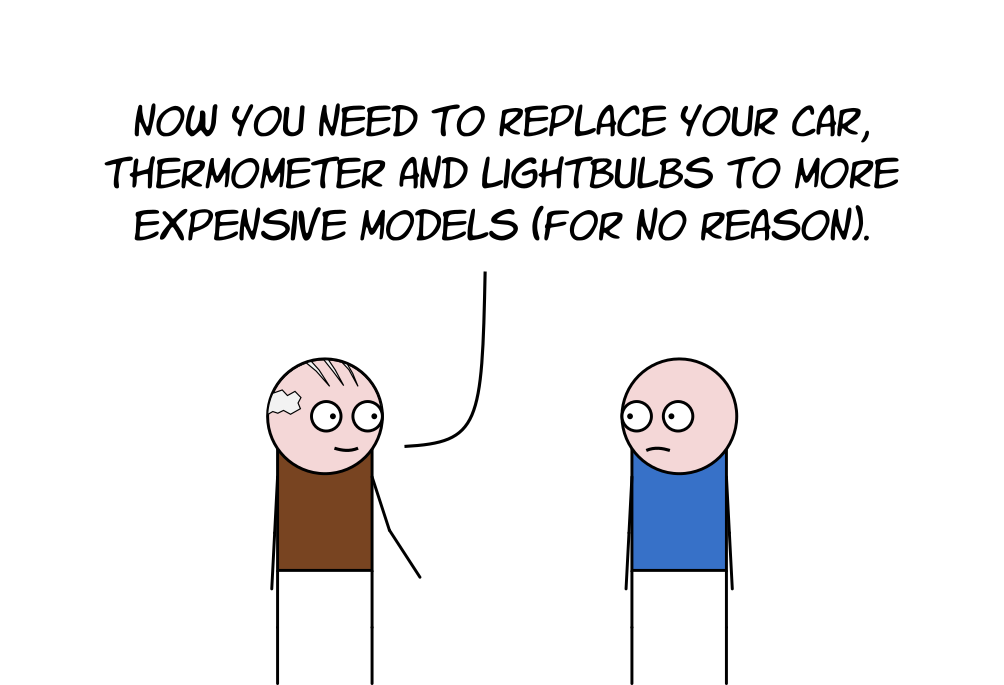 NOW YOU NEED TO REPLACE YOUR CAR,
THERMOMETER AND LIGHTBULBS TO MORE
EXPENSIVE MODELS (FOR NO REASON).